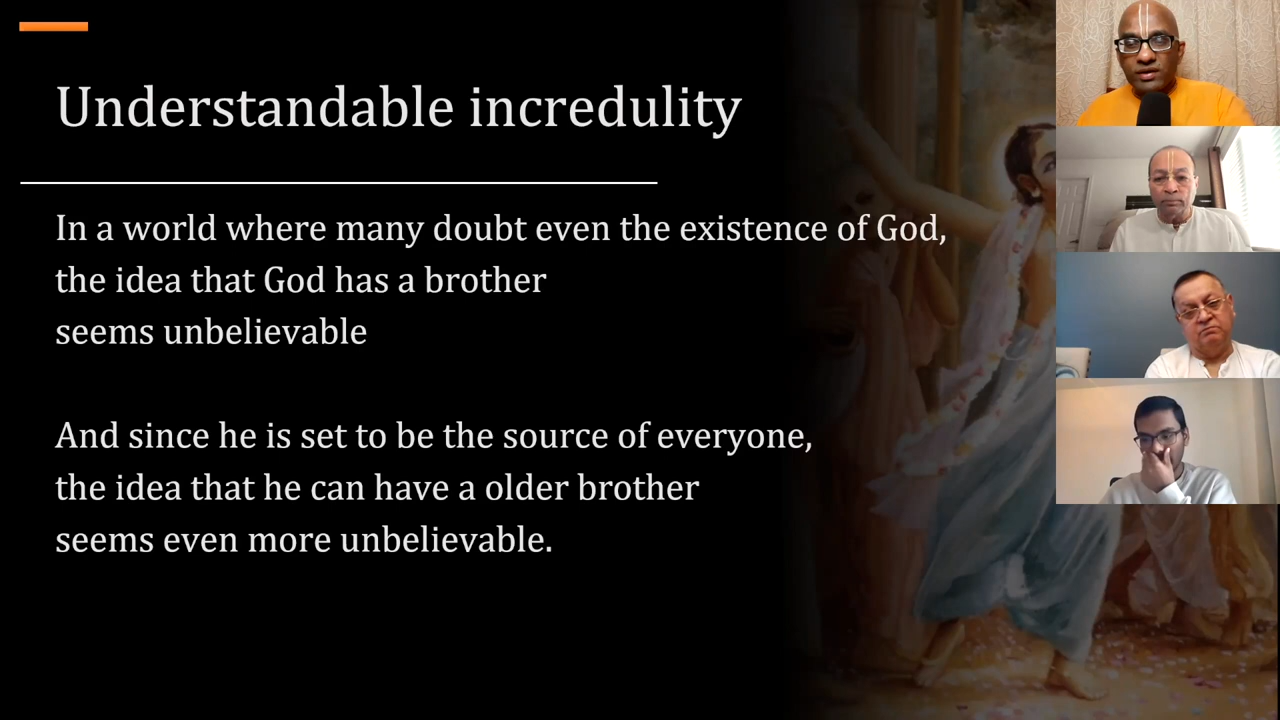 Understandable incredulity
In a world where many doubt even the existence of God,
the idea that God has a brother
seems unbelievable
And since he is set to be the source of everyone,
the idea that he can have a older brother
seems even more unbelievable.